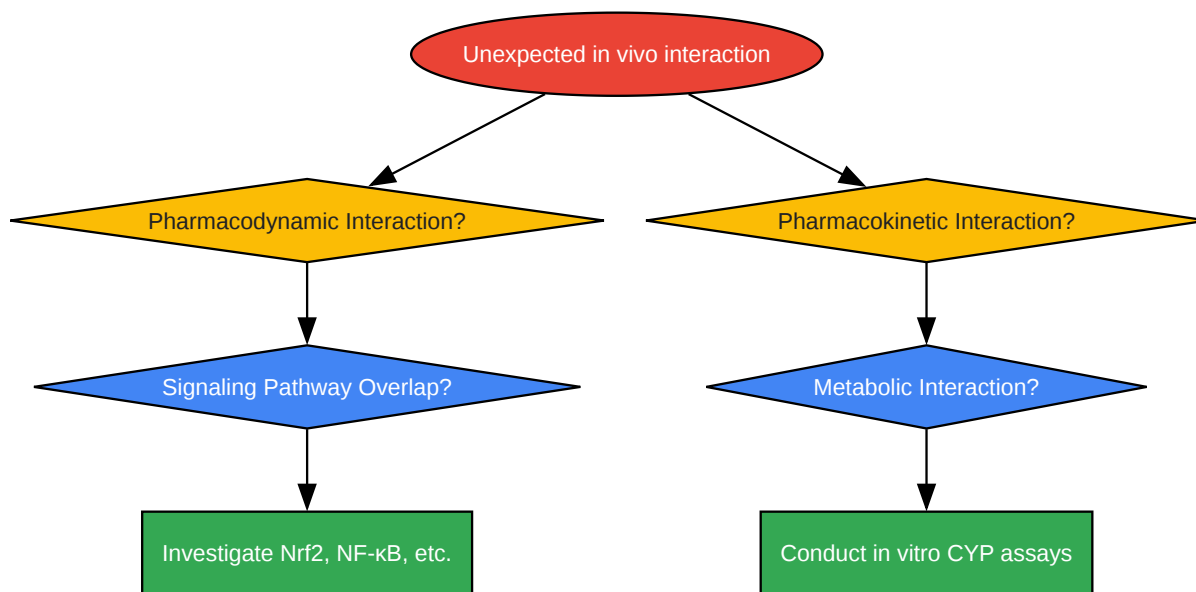 Unexpected in vivo interaction
Pharmacodynamic Interaction?
Pharmacokinetic Interaction?
Signaling Pathway Overlap?
Metabolic Interaction?
Investigate Nrf2, NF-κB, etc.
Conduct in vitro CYP assays